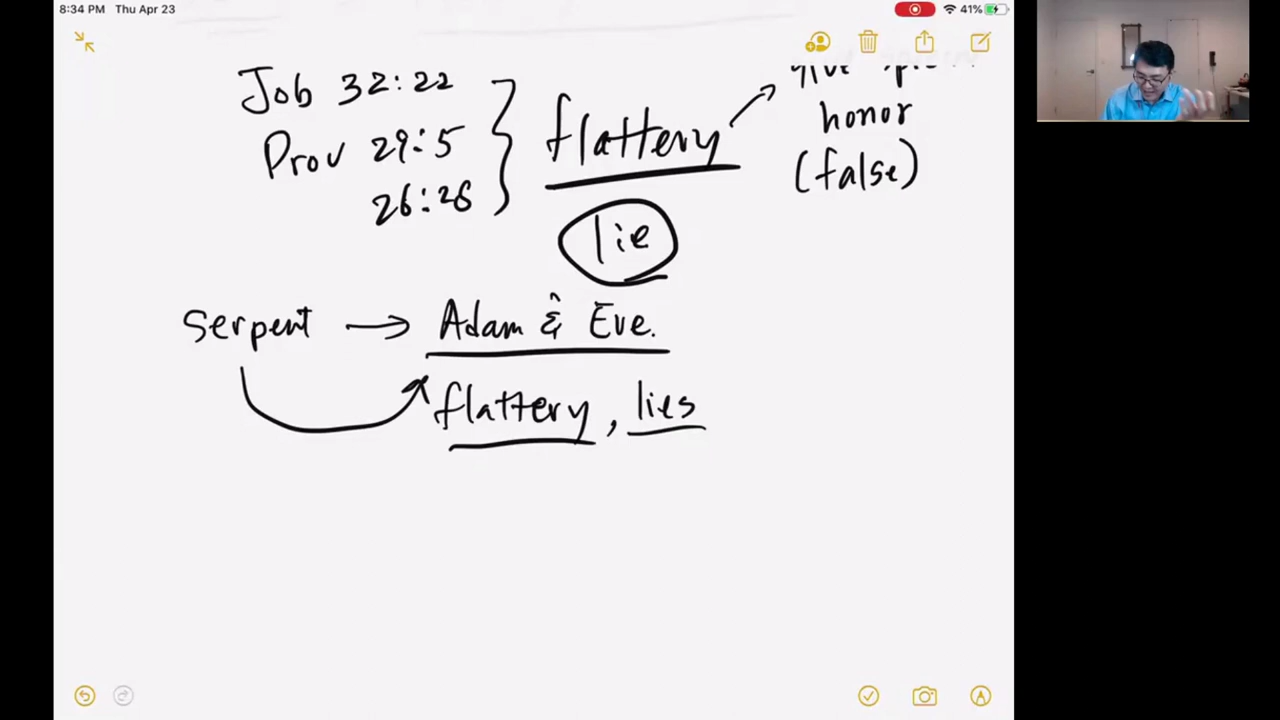 8:34 PM Thu Apr 23
41%
Job 32:22
Prov 29:5
26:28
flattery
honor
(false)
lie
Serpent → Adam & Eve.
flattery, lies